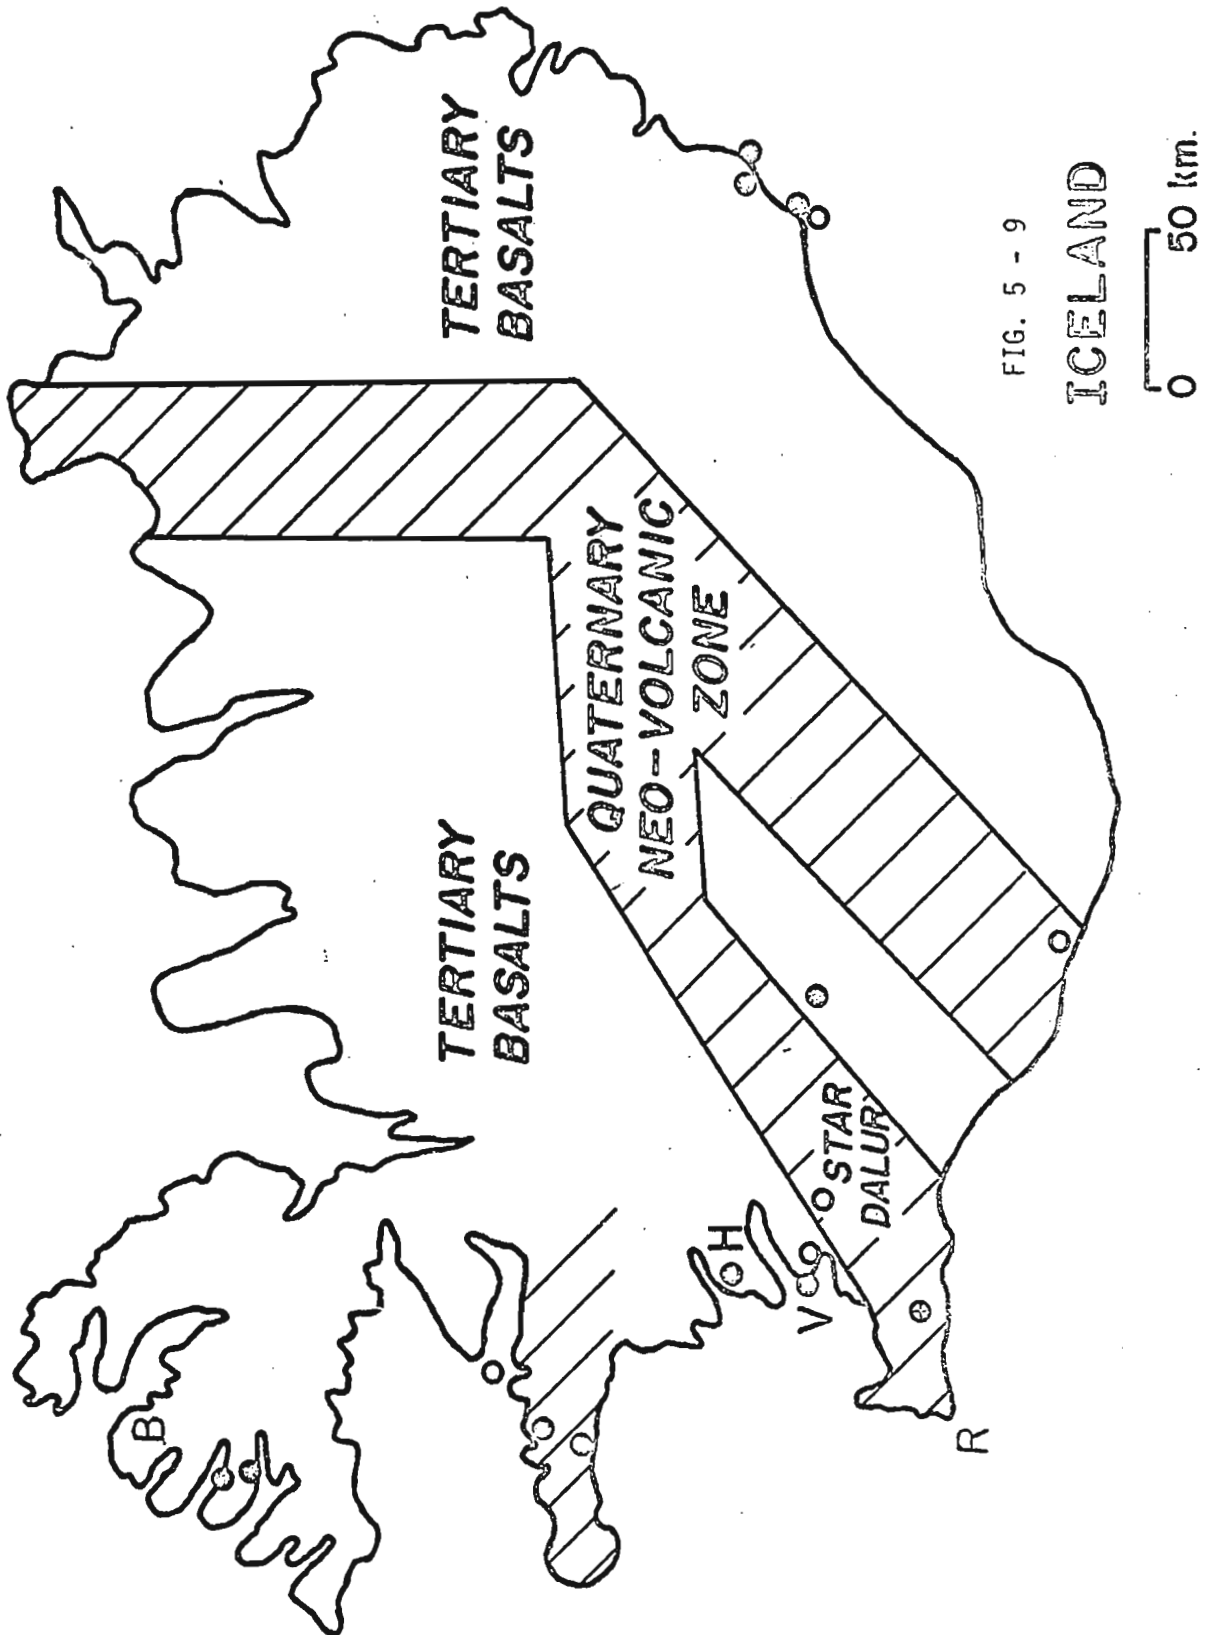 B
TERTIARY
BASALTS
TERTIARY
BASALTS
QUATERNARY
NEO-VOLCANIC
ZONE
H
V
STAR
DALUR
R
FIG. 5 - 9
ICELAND
0 50 km.